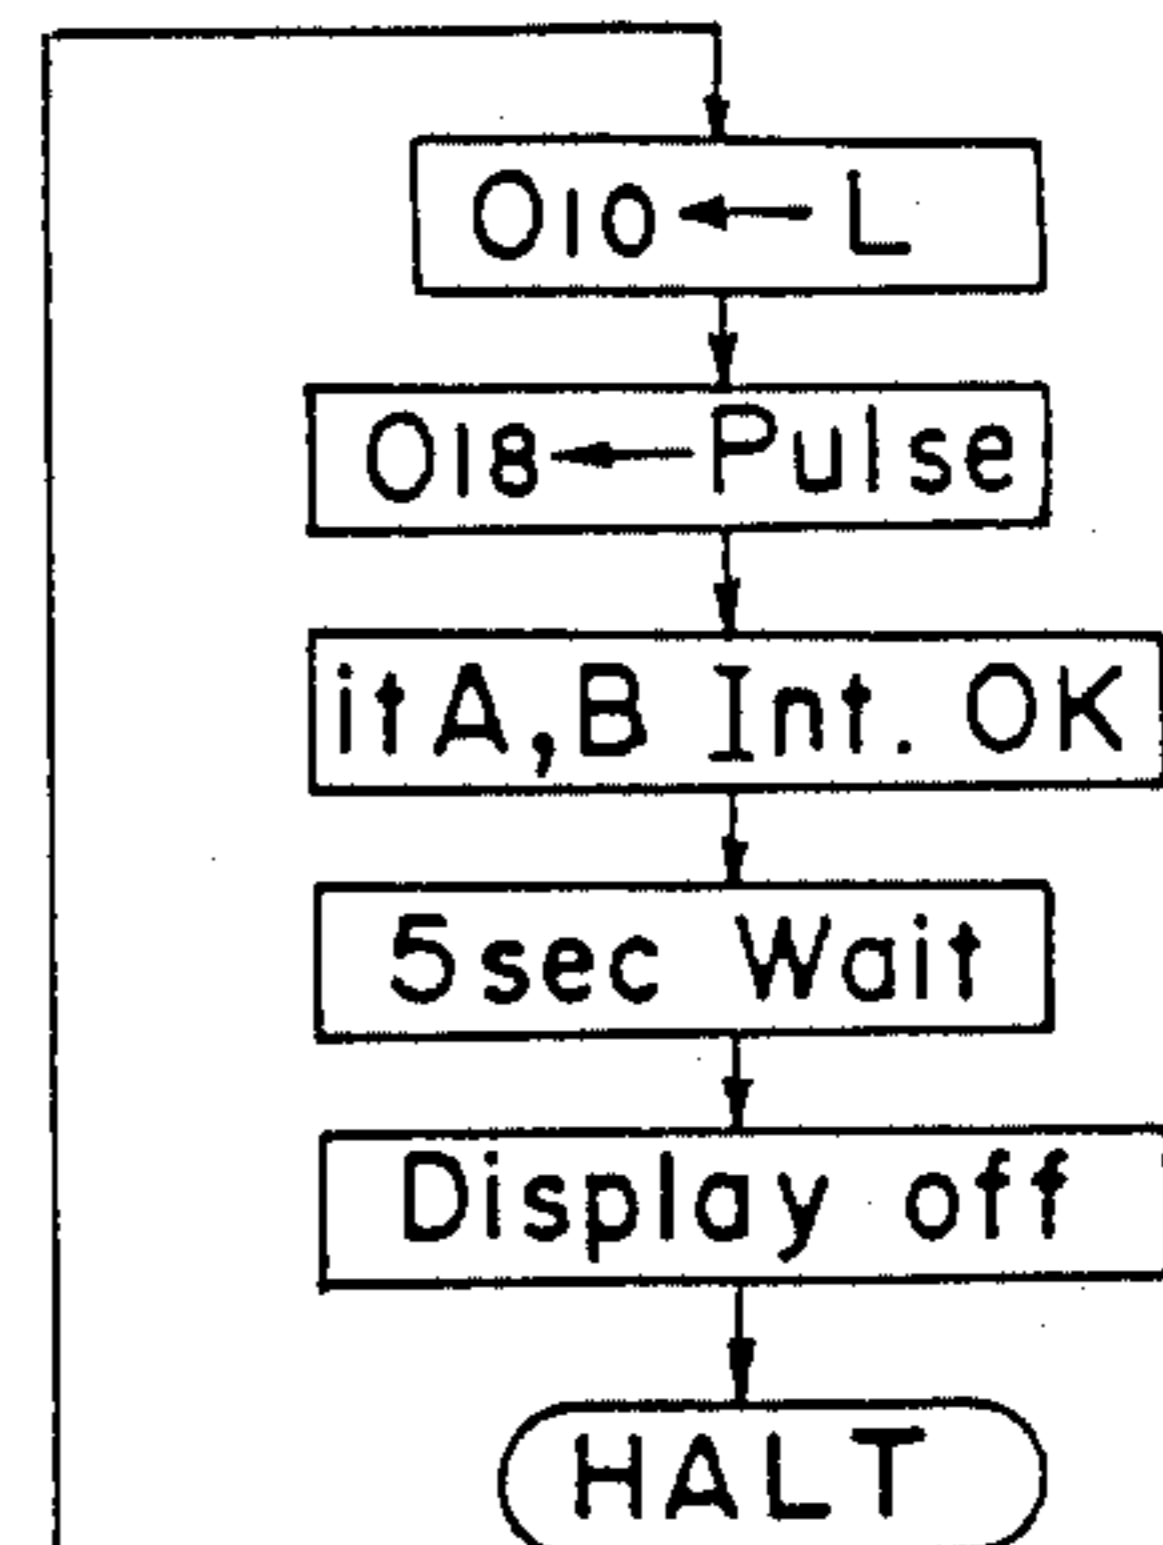 O10 ← L
O18 ← Pulse
itA, B Int. OK
5sec Wait
Display off
HALT